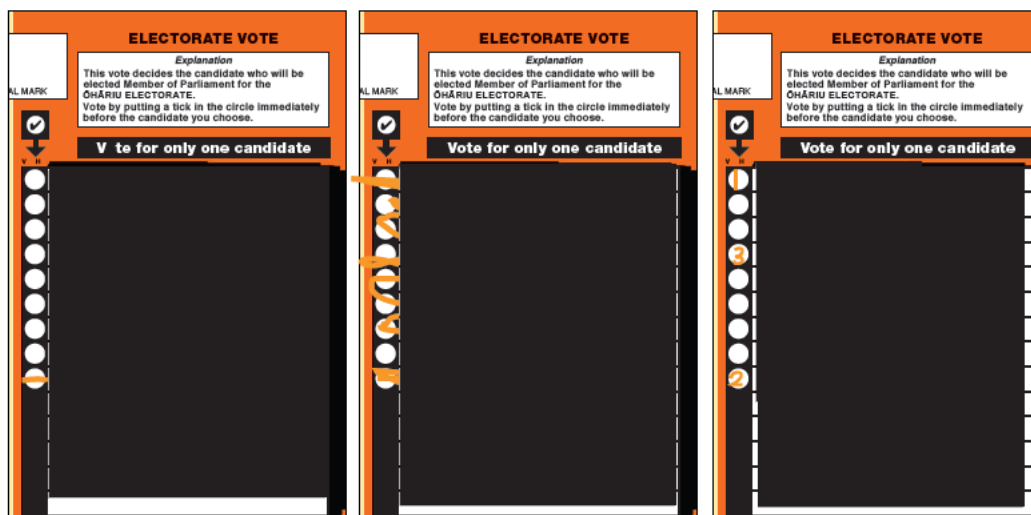 ELECTORATE VOTE
Explanation
This vote decides the candidate who will be
elected Member of Parliament for the
ŌHĀRIU ELECTORATE.
Vote by putting a tick in the circle immediately
before the candidate you choose.
AL MARK
V te for only one candidate
V H
ELECTORATE VOTE
Explanation
This vote decides the candidate who will be
elected Member of Parliament for the
ŌHĀRIU ELECTORATE.
Vote by putting a tick in the circle immediately
before the candidate you choose.
AL MARK
Vote for only one candidate
V H
ELECTORATE VOTE
Explanation
This vote decides the candidate who will be
elected Member of Parliament for the
ŌHĀRIU ELECTORATE.
Vote by putting a tick in the circle immediately
before the candidate you choose.
AL MARK
Vote for only one candidate
V H
1
3
2